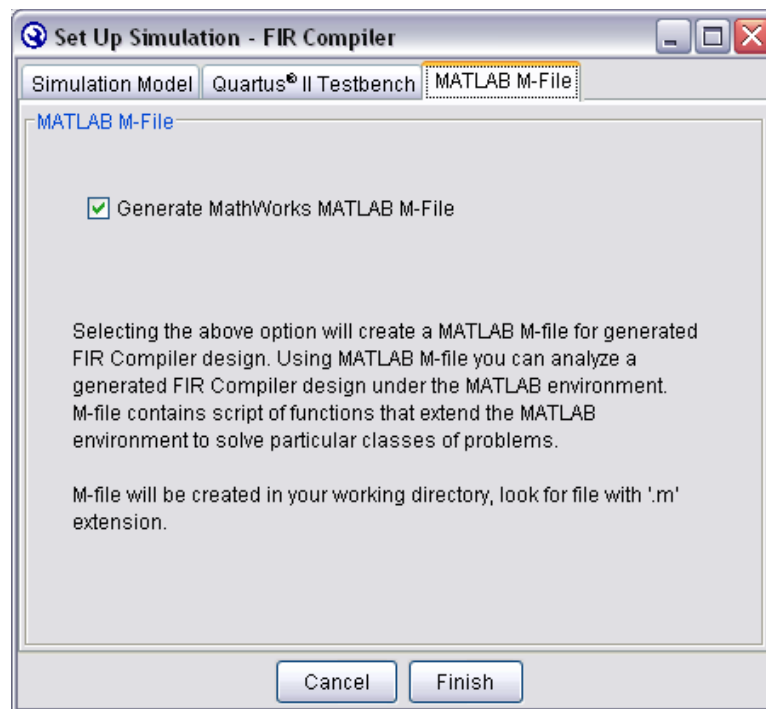 Set Up Simulation - FIR Compiler
Simulation Model Quartus® II Testbench MATLAB M-File
MATLAB M-File
Generate MathWorks MATLAB M-File
Selecting the above option will create a MATLAB M-file for generated
FIR Compiler design. Using MATLAB M-file you can analyze a
generated FIR Compiler design under the MATLAB environment.
M-file contains script of functions that extend the MATLAB
environment to solve particular classes of problems.
M-file will be created in your working directory, look for file with '.m'
extension.
Cancel Finish